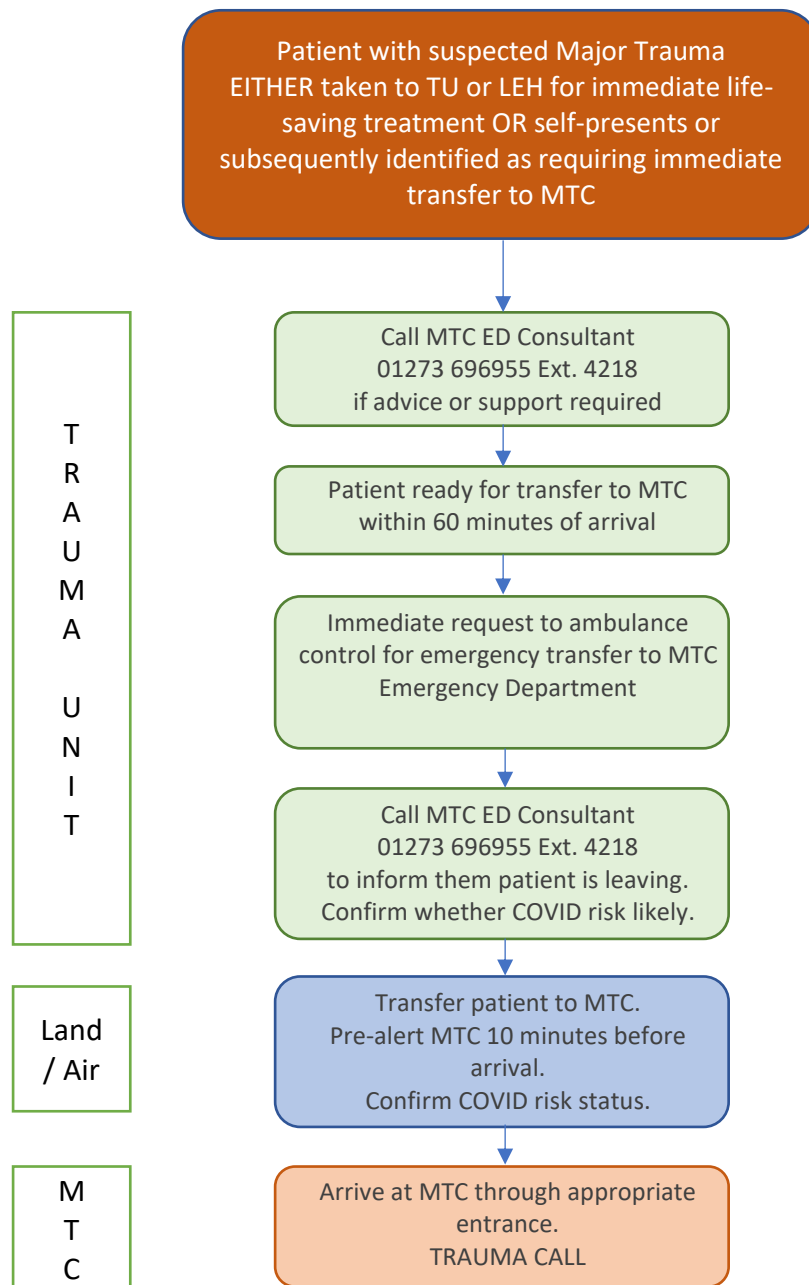 Patient with suspected Major Trauma
EITHER taken to TU or LEH for immediate life-
saving treatment OR self-presents or
subsequently identified as requiring immediate
transfer to MTC
TRAUMA UNIT
Call MTC ED Consultant
01273 696955 Ext. 4218
if advice or support required
Patient ready for transfer to MTC
within 60 minutes of arrival
Immediate request to ambulance
control for emergency transfer to MTC
Emergency Department
Call MTC ED Consultant
01273 696955 Ext. 4218
to inform them patient is leaving.
Confirm whether COVID risk likely.
Land
/ Air
Transfer patient to MTC.
Pre-alert MTC 10 minutes before
arrival.
Confirm COVID risk status.
MTC
Arrive at MTC through appropriate
entrance.
TRAUMA CALL